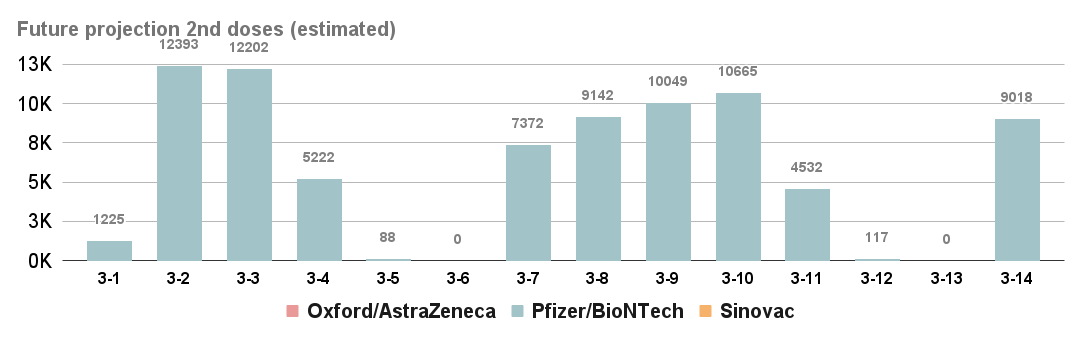 Future projection 2nd doses (estimated)
13K
10K
8K
5K
3K
0K
1225
12393
12202
5222
88
0
7372
9142
10049
10665
4532
117
0
9018
3-1 3-2 3-3 3-4 3-5 3-6 3-7 3-8 3-9 3-10 3-11 3-12 3-13 3-14
Oxford/AstraZeneca Pfizer/BioNTech Sinovac